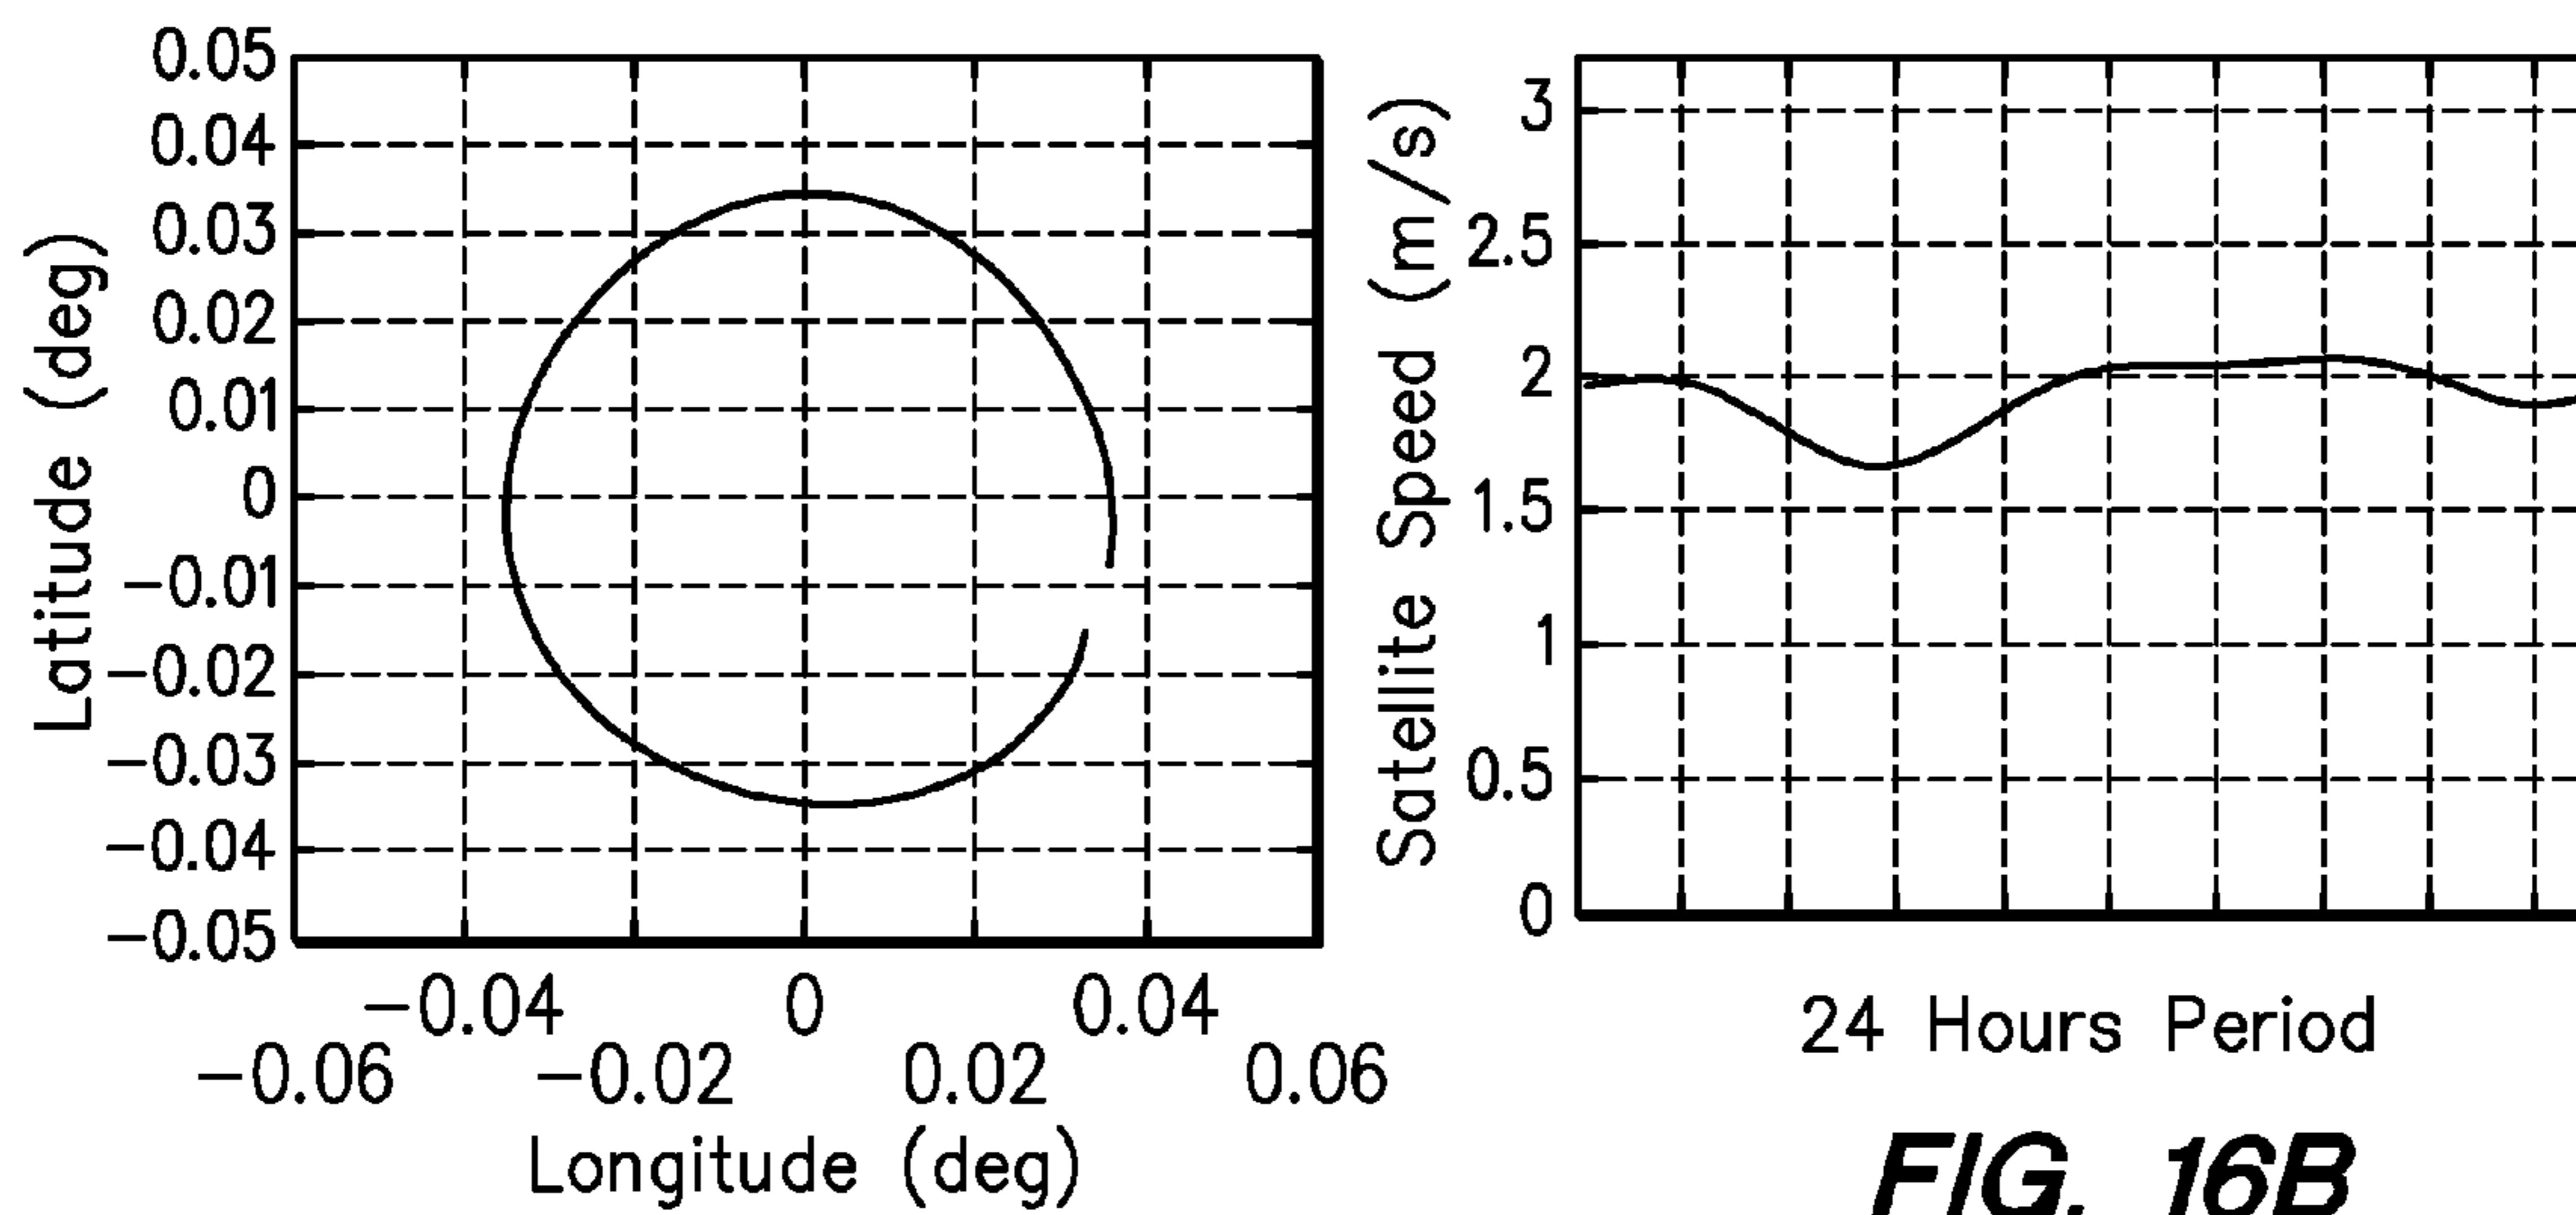 Latitude (deg)
0.05
0.04
0.03
0.02
0.01
0
-0.01
-0.02
-0.03
-0.04
-0.05
-0.04 0 0.04
-0.06 -0.02 0.02 0.06
Longitude (deg)
Satellite Speed (m/s)
3
2.5
2
1.5
1
0.5
0
24 Hours Period
FIG. 16B